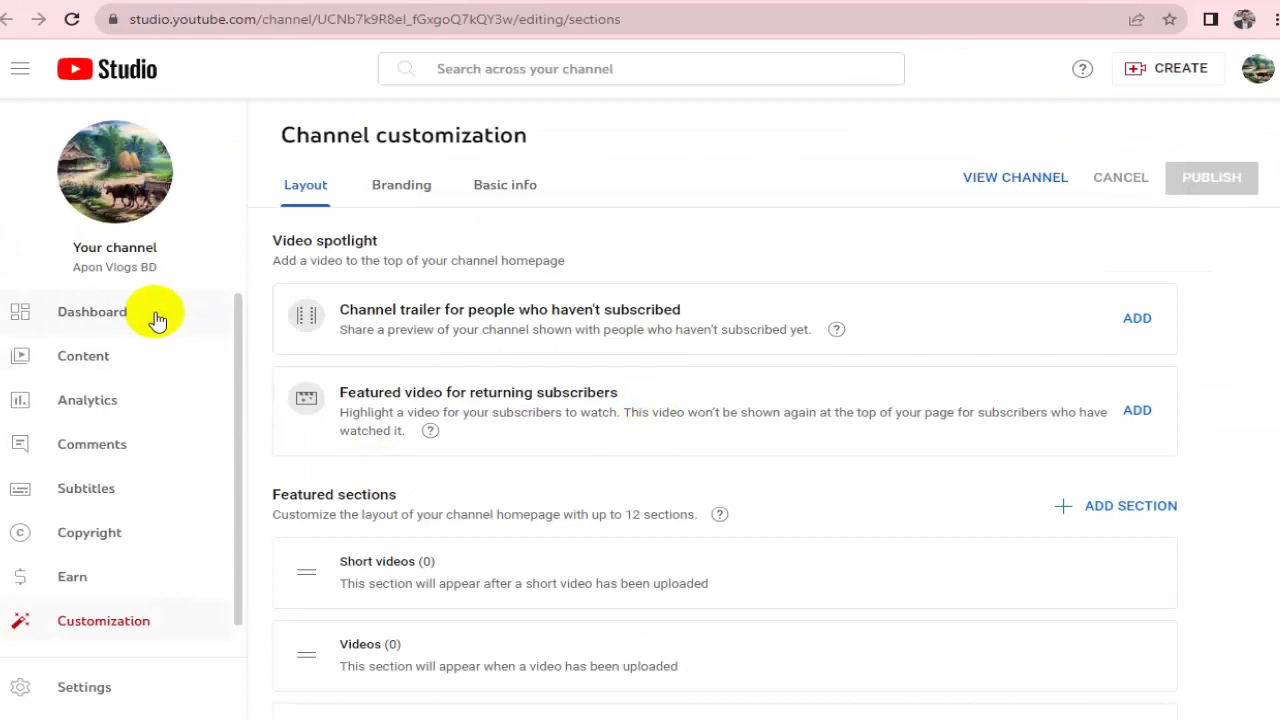 studio.youtube.com/channel/UCNb7k9R8eI_fGxgoQ7kQY3w/editing/sections
Studio
Search across your channel
CREATE
Your channel
Apon Vlogs BD
Dashboard
Content
Analytics
Comments
Subtitles
Copyright
Earn
Customization
Settings
Channel customization
Layout Branding Basic info
VIEW CHANNEL CANCEL PUBLISH
Video spotlight
Add a video to the top of your channel homepage
Channel trailer for people who haven't subscribed
Share a preview of your channel shown with people who haven't subscribed yet.
ADD
Featured video for returning subscribers
Highlight a video for your subscribers to watch. This video won't be shown again at the top of your page for subscribers who have
watched it.
ADD
Featured sections
Customize the layout of your channel homepage with up to 12 sections.
ADD SECTION
Short videos (0)
This section will appear after a short video has been uploaded
Videos (0)
This section will appear when a video has been uploaded